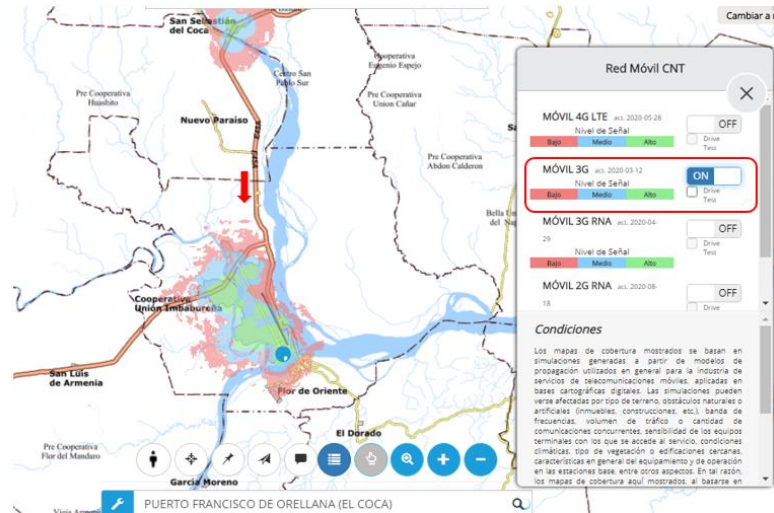 San Sebastián
del Coca
Cambiar a
Cooperativa
Eugenio Espejo
Centro San
Pablo Sur
Pre Cooperativa
Huashito
Pre Cooperativa
Union Cañar
Nuevo Paraiso
Pre Cooperativa
Abdon Calderon
Cooperativa
Unión Imbabureña
San Luis
de Armenia
Flor de Oriente
El Dorado
Pre Cooperativa
Flor del Manduro
Garcia Moreno
PUERTO FRANCISCO DE ORELLANA (EL COCA)
Red Móvil CNT
MÓVIL 4G LTE act. 2020-05-28
OFF
Nivel de Señal
Bajo Medio Alto
Drive
Test
MÓVIL 3G act. 2020-03-12
ON
Nivel de Señal
Bajo Medio Alto
Drive
Test
MÓVIL 3G RNA act. 2020-04-
29
OFF
Nivel de Señal
Bajo Medio Alto
Drive
Test
MÓVIL 2G RNA act. 2020-08-
18
OFF
Drive
Condiciones
Los mapas de cobertura mostrados se basan en
simulaciones generadas a partir de modelos de
propagación utilizados en general para la industria de
servicios de telecomunicaciones móviles, aplicadas en
bases cartográficas digitales. Las simulaciones pueden
verse afectadas por tipo de terreno, obstáculos naturales o
artificiales (inmuebles, construcciones, etc.), banda de
frecuencias, volumen de tráfico o cantidad de
comunicaciones concurrentes, sensibilidad de los equipos
terminales con los que se accede al servicio, condiciones
climáticas, tipo de vegetación o edificaciones cercanas,
características en general del equipamiento y de operación
en las estaciones base, entre otros aspectos. En tal razón,
los mapas de cobertura aquí mostrados, al basarse en